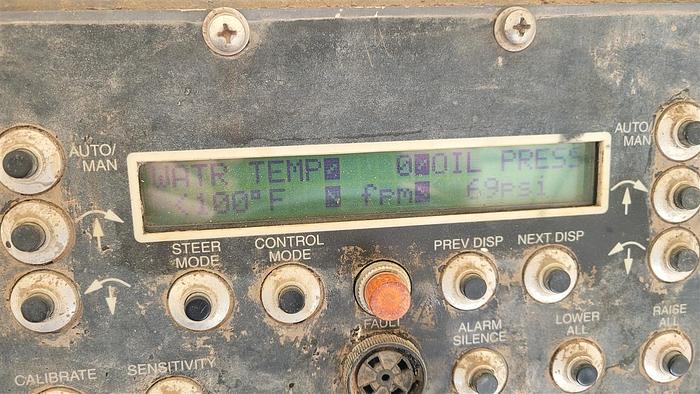 AUTO/
MAN
WATR TEMP 0 OIL PRESS
<100°F fpm 69psi
AUTO/
MAN
STEER
MODE
CONTROL
MODE
PREV DISP
NEXT DISP
FAULT
ALARM
SILENCE
LOWER
ALL
RAISE
ALL
CALIBRATE
SENSITIVITY